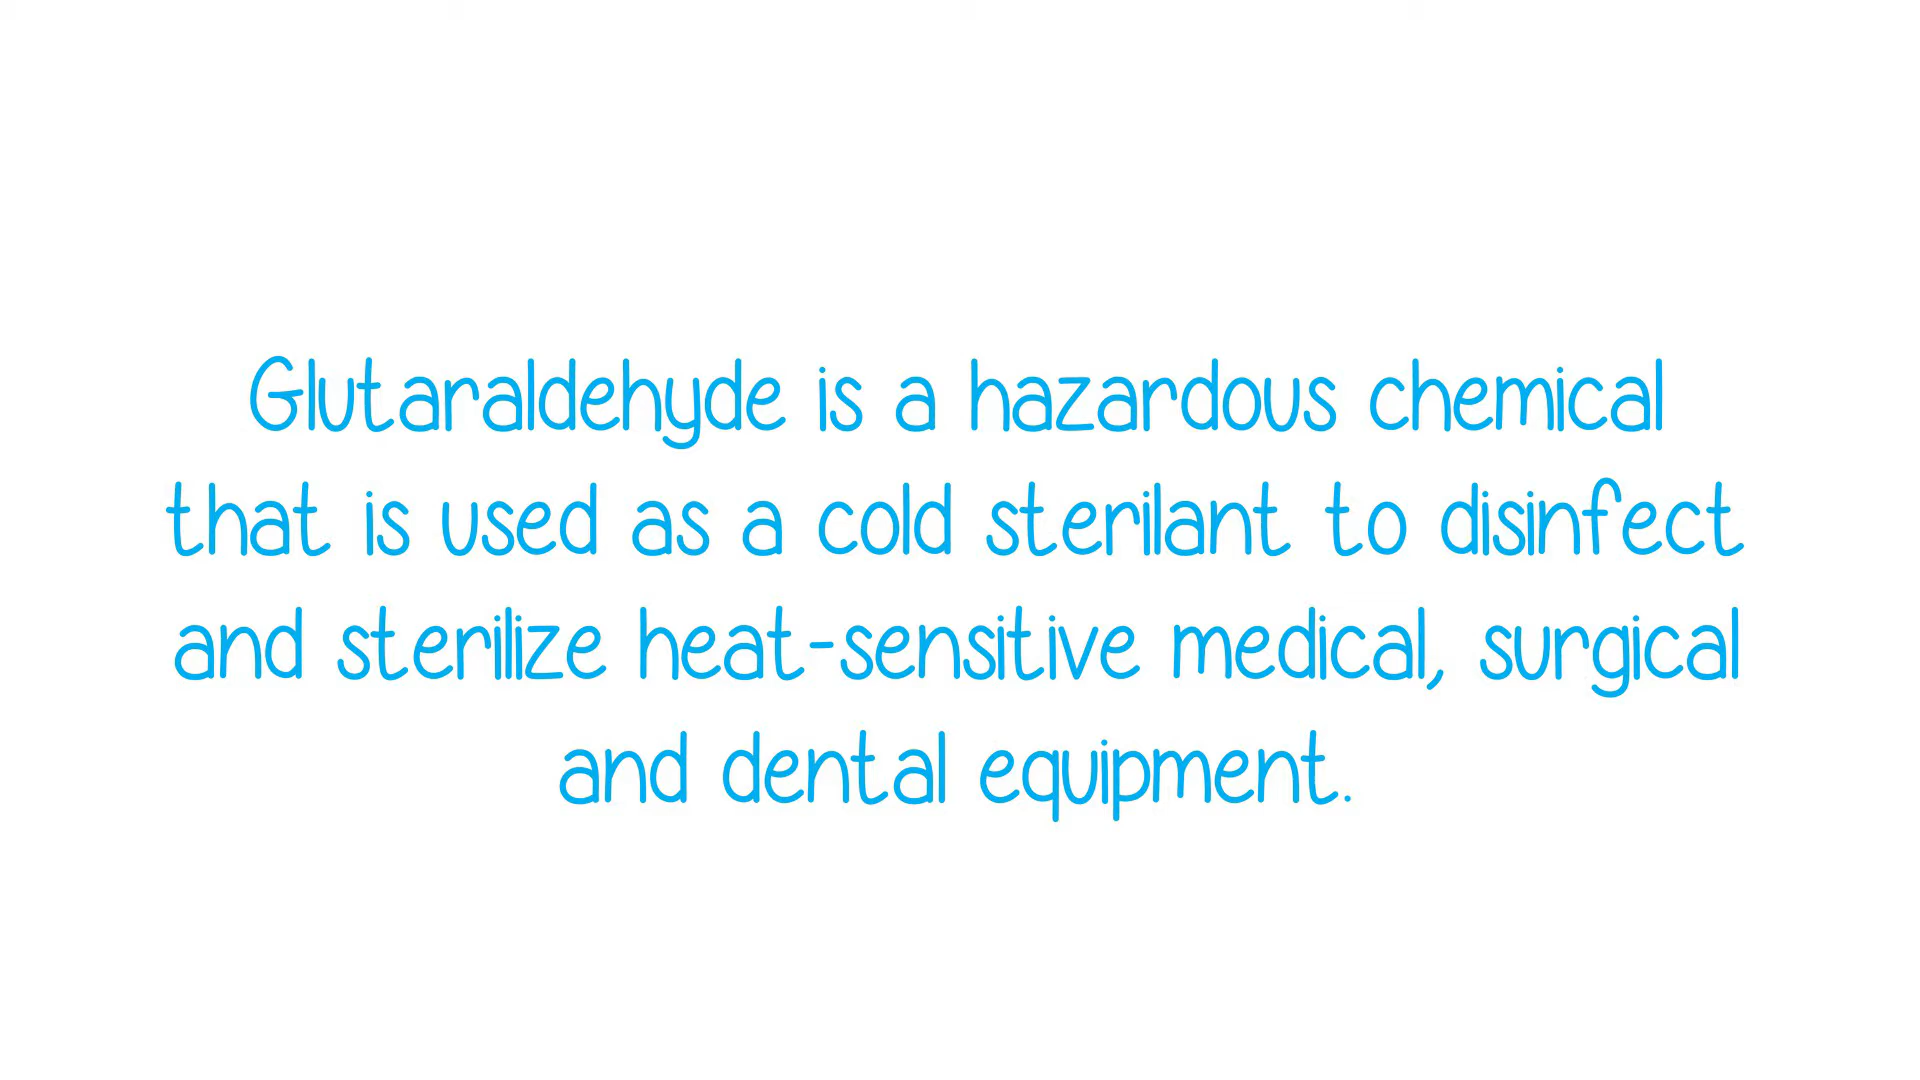 Glutaraldehyde is a hazardous chemical
that is used as a cold sterilant to disinfect
and sterilize heat-sensitive medical, surgical
and dental equipment.